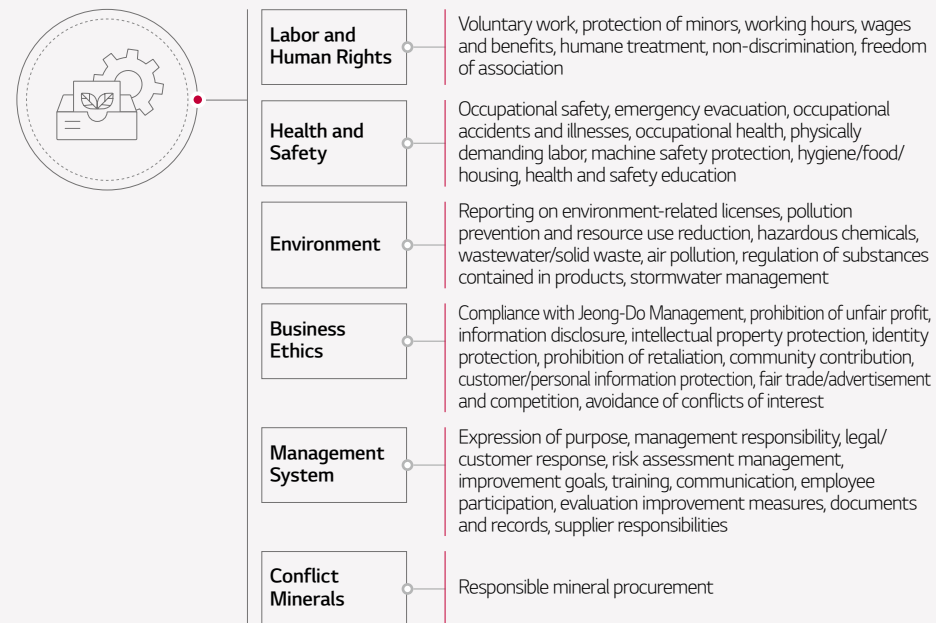 Labor and
Human Rights
Voluntary work, protection of minors, working hours, wages
and benefits, humane treatment, non-discrimination, freedom
of association
Health and
Safety
Occupational safety, emergency evacuation, occupational
accidents and illnesses, occupational health, physically
demanding labor, machine safety protection, hygiene/food/
housing, health and safety education
Environment
Reporting on environment-related licenses, pollution
prevention and resource use reduction, hazardous chemicals,
wastewater/solid waste, air pollution, regulation of substances
contained in products, stormwater management
Business
Ethics
Compliance with Jeong-Do Management, prohibition of unfair profit,
information disclosure, intellectual property protection, identity
protection, prohibition of retaliation, community contribution,
customer/personal information protection, fair trade/advertisement
and competition, avoidance of conflicts of interest
Management
System
Expression of purpose, management responsibility, legal/
customer response, risk assessment management,
improvement goals, training, communication, employee
participation, evaluation improvement measures, documents
and records, supplier responsibilities
Conflict
Minerals
Responsible mineral procurement